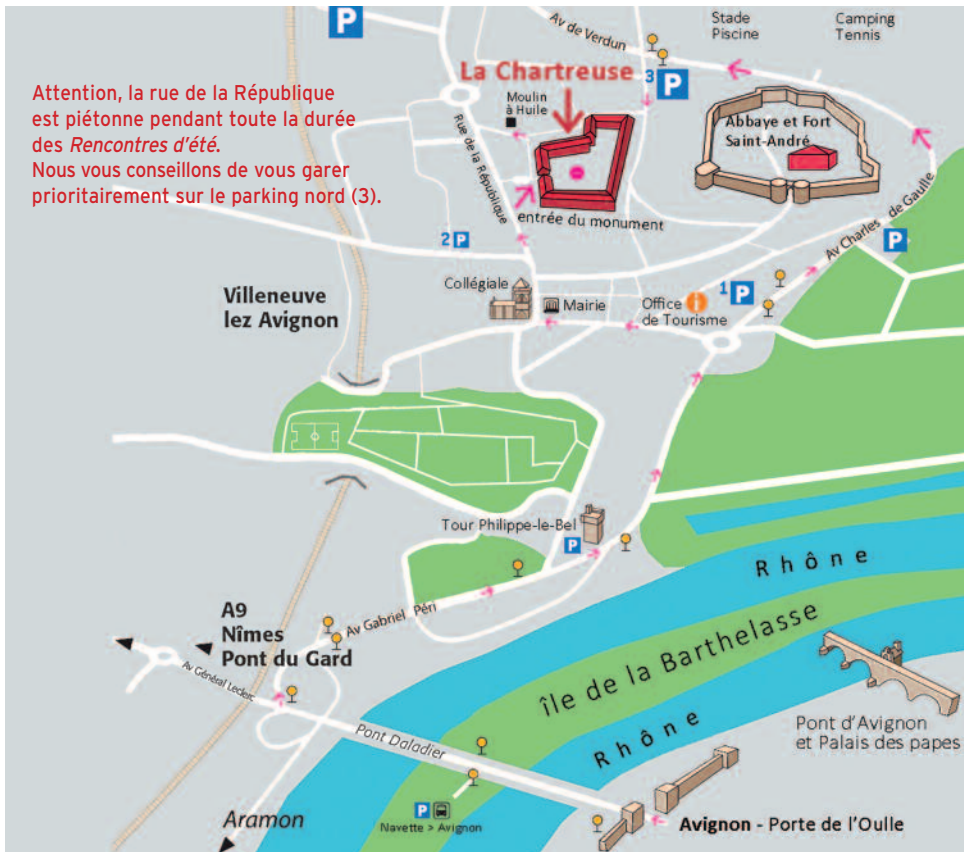 P
Av de Verdun
Stade
Piscine
Camping
Tennis
La Chartreuse
3 P
Attention, la rue de la République
est piétonne pendant toute la durée
des Rencontres d'été.
Nous vous conseillons de vous garer
prioritairement sur le parking nord (3).
Moulin
à Huile
Rue de la République
Abbaye et Fort
Saint-André
entrée du monument
Av Charles de Gaulle
P
2 P
Collégiale
Mairie
Office
de Tourisme
1 P
Villeneuve
lez Avignon
Tour Philippe-le-Bel
P
Rhône
Av Gabriel Péri
A9
Nîmes
Pont du Gard
Av Général Leclerc
île de la Barthelasse
Rhône
Pont Daladier
Pont d'Avignon
et Palais des papes
P
Navette > Avignon
Aramon
Avignon - Porte de l'Oulle